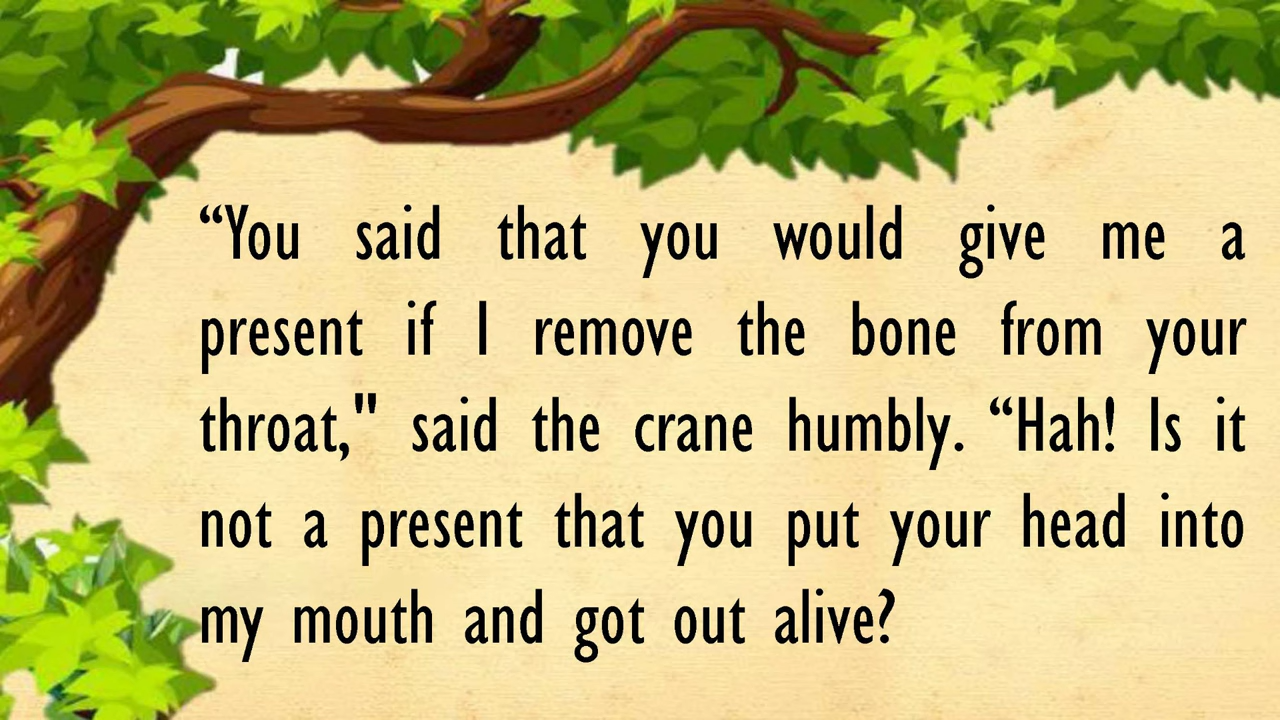 “You said that you would give me a
present if I remove the bone from your
throat," said the crane humbly. “Hah! Is it
not a present that you put your head into
my mouth and got out alive?